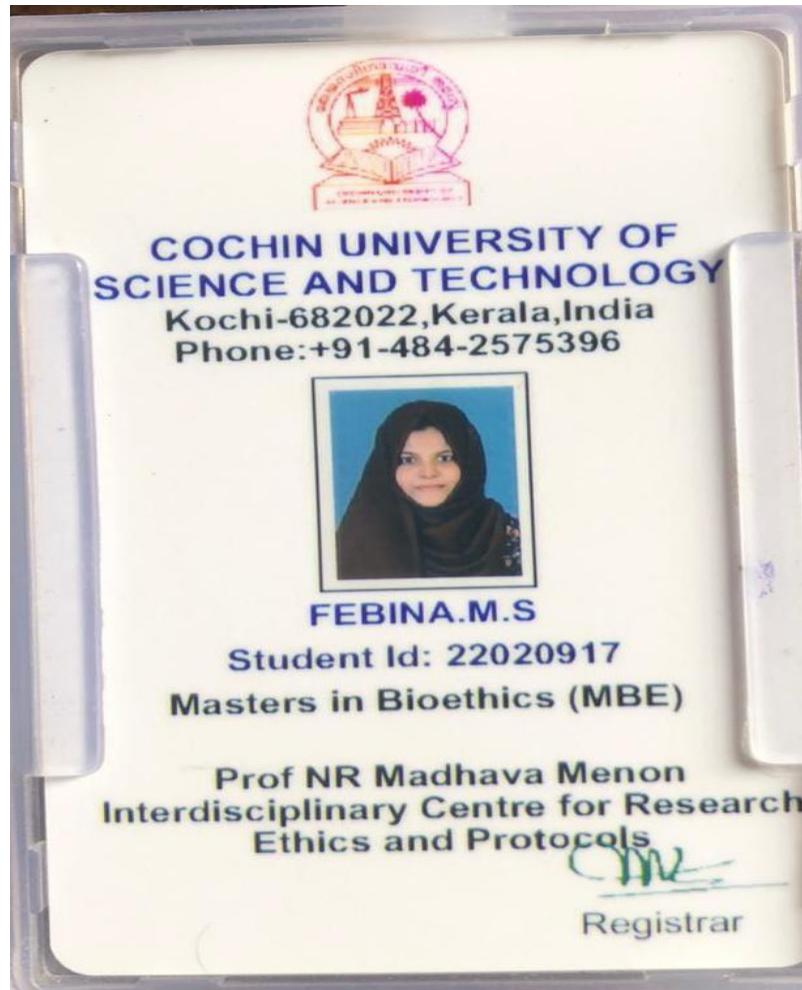 COCHIN UNIVERSITY OF
SCIENCE AND TECHNOLOGY
Kochi-682022,Kerala,India
Phone:+91-484-2575396
FEBINA.M.S
Student Id: 22020917
Masters in Bioethics (MBE)
Prof NR Madhava Menon
Interdisciplinary Centre for Research
Ethics and Protocols
Registrar